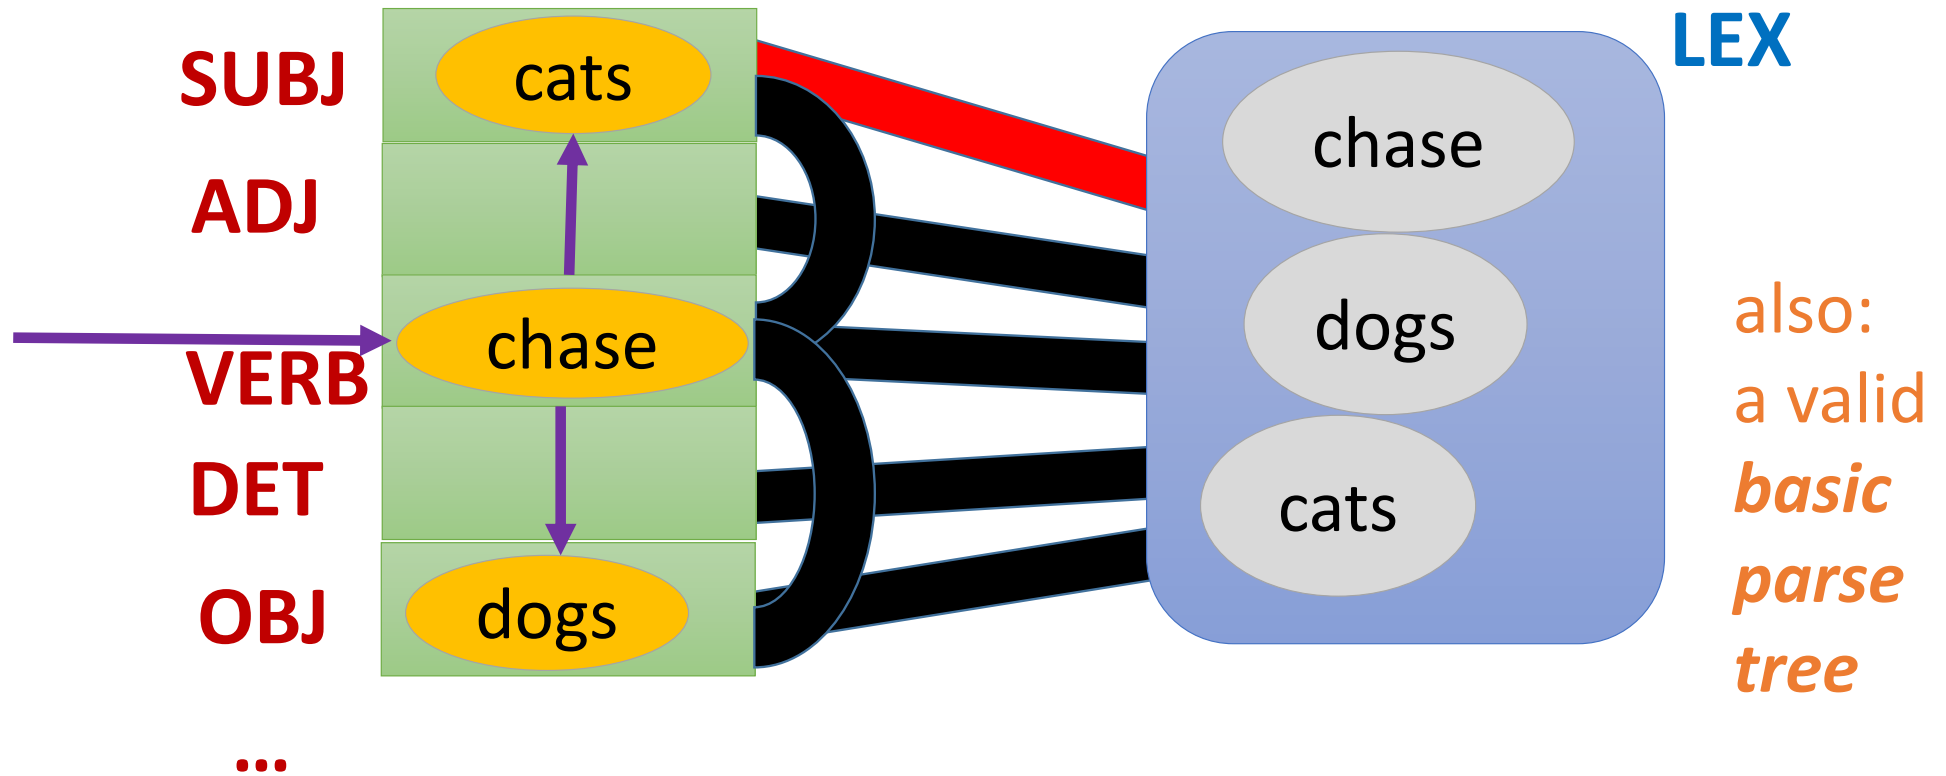 SUBJ
cats
LEX
chase
ADJ
also:
VERB
chase
dogs
a valid
DET
cats
basic
OBJ
dogs
parse
tree
...